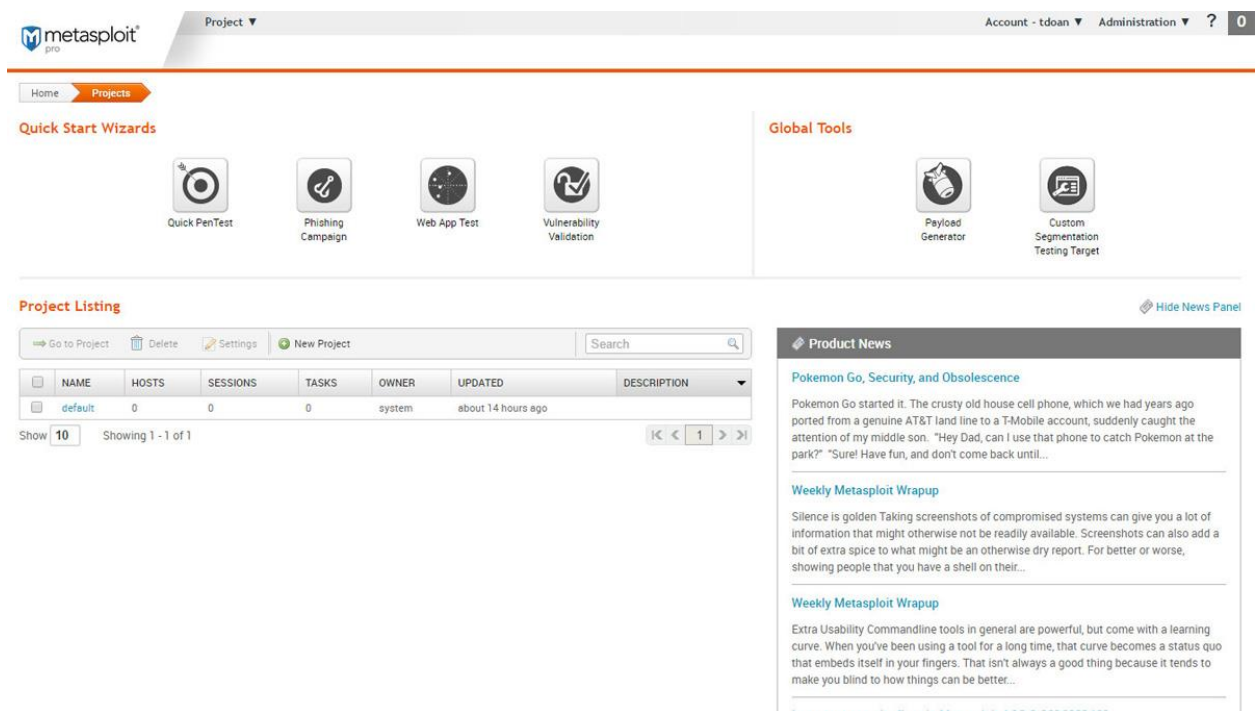 metasploit®
pro
Project ▼
Account - tdoan ▼ Administration ▼ ? 0
Home Projects
Quick Start Wizards
Quick PenTest
Phishing
Campaign
Web App Test
Vulnerability
Validation
Global Tools
Payload
Generator
Custom
Segmentation
Testing Target
Project Listing
Hide News Panel
Go to Project Delete Settings New Project Search
NAME HOSTS SESSIONS TASKS OWNER UPDATED DESCRIPTION
default 0 0 0 system about 14 hours ago
Show 10 Showing 1 - 1 of 1 1
Product News
Pokemon Go, Security, and Obsolescence
Pokemon Go started it. The crusty old house cell phone, which we had years ago
ported from a genuine AT&T land line to a T-Mobile account, suddenly caught the
attention of my middle son. "Hey Dad, can I use that phone to catch Pokemon at the
park?" "Sure! Have fun, and don't come back until...
Weekly Metasploit Wrapup
Silence is golden Taking screenshots of compromised systems can give you a lot of
information that might otherwise not be readily available. Screenshots can also add a
bit of extra spice to what might be an otherwise dry report. For better or worse,
showing people that you have a shell on their...
Weekly Metasploit Wrapup
Extra Usability Commandline tools in general are powerful, but come with a learning
curve. When you've been using a tool for a long time, that curve becomes a status quo
that embeds itself in your fingers. That isn't always a good thing because it tends to
make you blind to how things can be better...